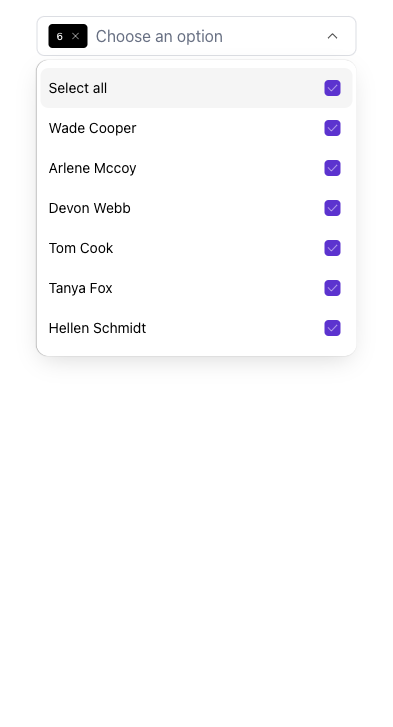 6 Choose an option
Select all
Wade Cooper
Arlene Mccoy
Devon Webb
Tom Cook
Tanya Fox
Hellen Schmidt